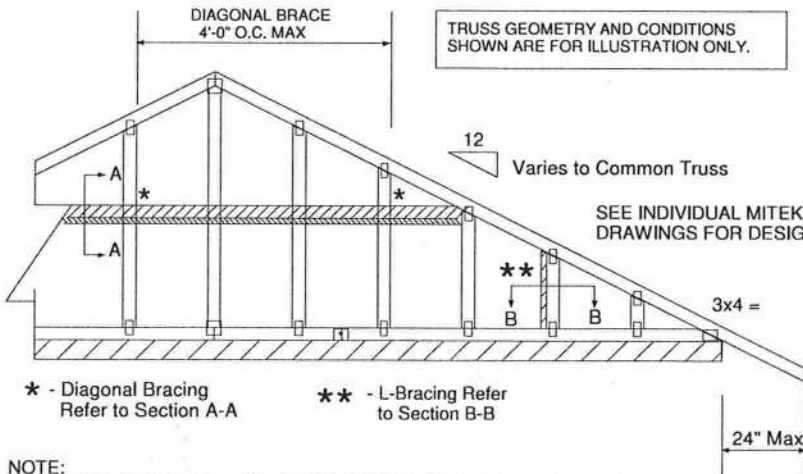 DIAGONAL BRACE
4'-0" O.C. MAX
TRUSS GEOMETRY AND CONDITIONS
SHOWN ARE FOR ILLUSTRATION ONLY.
12
Varies to Common Truss
A
*
*
SEE INDIVIDUAL MITEK
DRAWINGS FOR DESIG
A
**
B
B
3x4 =
* - Diagonal Bracing
Refer to Section A-A
** - L-Bracing Refer
to Section B-B
24" Max
NOTE: